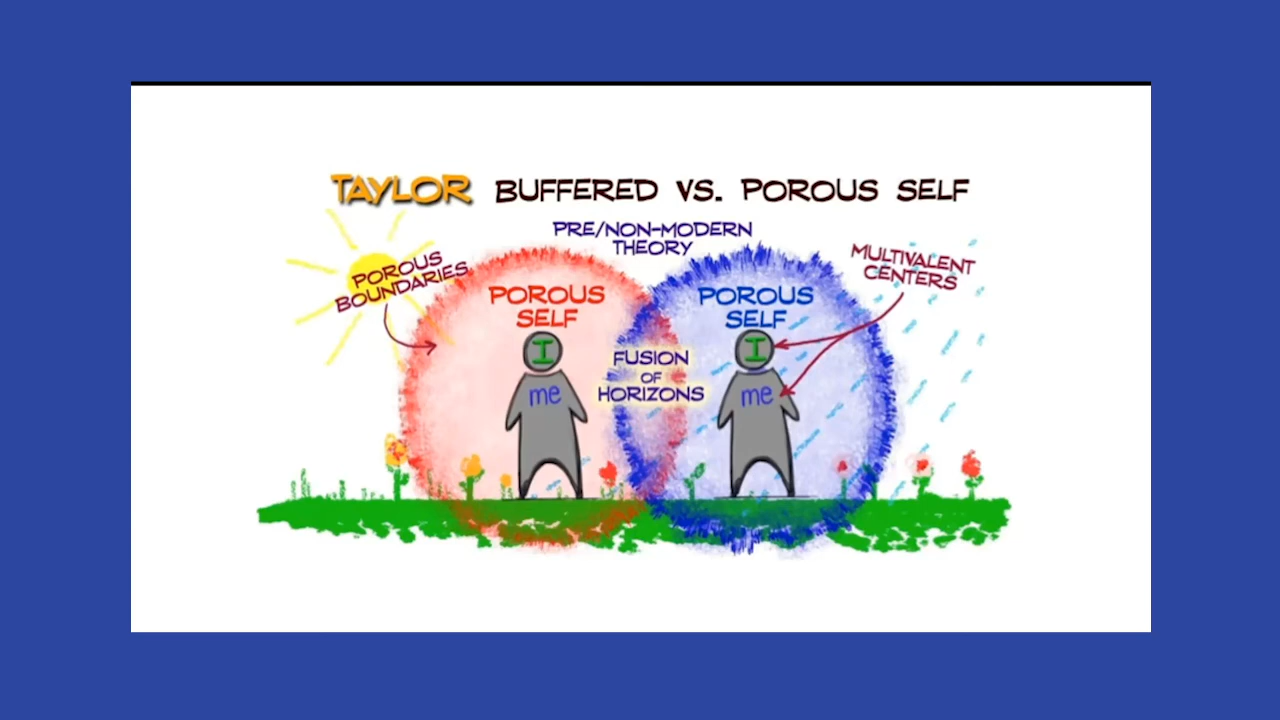 TAYLOR BUFFERED VS. POROUS SELF
PRE/NON-MODERN
THEORY
POROUS
BOUNDARIES
MULTIVALENT
CENTERS
POROUS
SELF
POROUS
SELF
I
me
FUSION
OF
HORIZONS
I
me